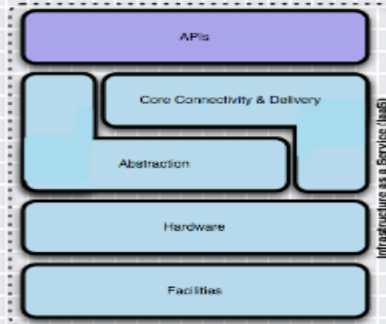 APIs
Core Connectivity & Delivery
Abstraction
Hardware
Facilities
Infrastructure as a Service (IaaS)